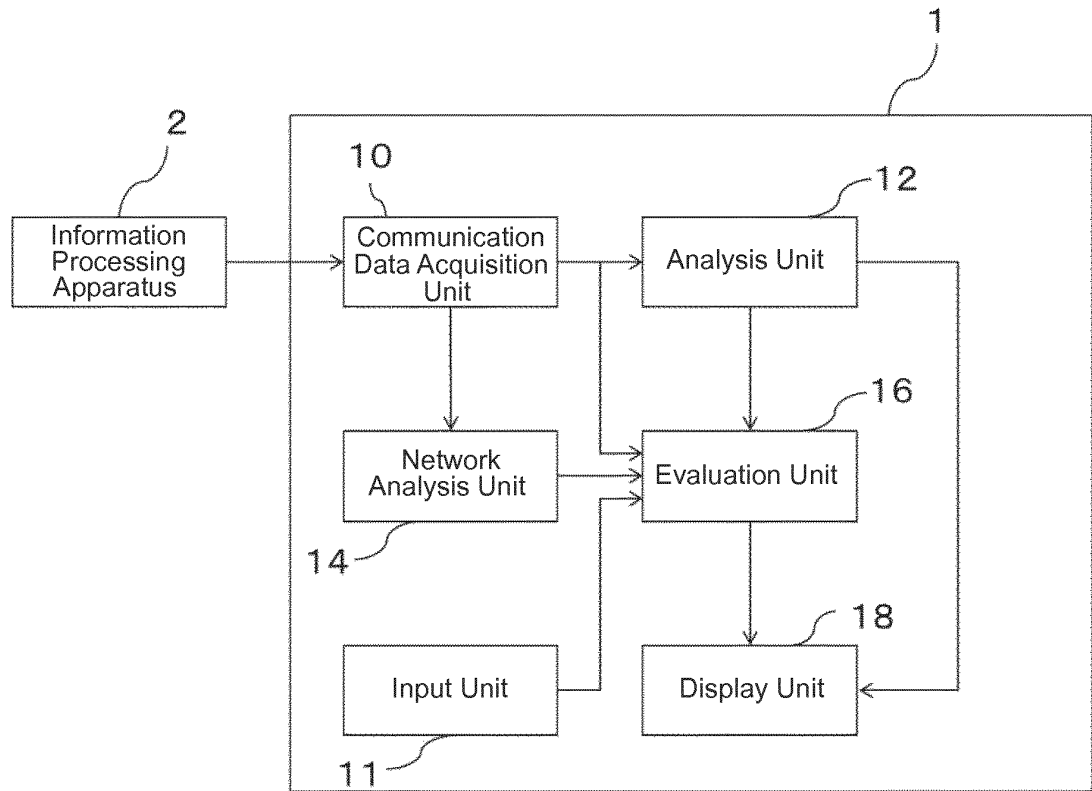 1
2
10
12
Information
Processing
Apparatus
Communication
Data Acquisition
Unit
Analysis Unit
16
Network
Analysis Unit
Evaluation Unit
14
18
Input Unit
Display Unit
11